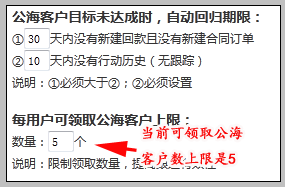 公海客户目标未达成时，自动回归期限：
①30天内没有新建回款且没有新建合同订单
②10天内没有行动历史（无跟踪）
说明：①必须大于②；②必须设置
每用户可领取公海客户上限：
数量：5个
当前可领取公海
客户数上限是5
说明：限制领取数量，提